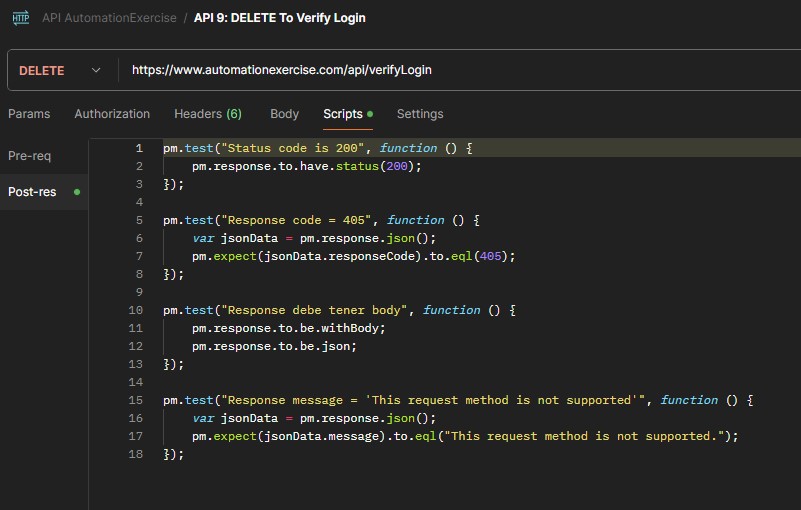 HTTP API AutomationExercise / API 9: DELETE To Verify Login
DELETE https://www.automationexercise.com/api/verifyLogin
Params Authorization Headers (6) Body Scripts Settings
Pre-req
Post-res
1 pm.test("Status code is 200", function () {
2 pm.response.to.have.status(200);
3 });
4
5 pm.test("Response code = 405", function () {
6 var jsonData = pm.response.json();
7 pm.expect(jsonData.responseCode).to.eql(405);
8 });
9
10 pm.test("Response debe tener body", function () {
11 pm.response.to.be.withBody;
12 pm.response.to.be.json;
13 });
14
15 pm.test("Response message = 'This request method is not supported'", function () {
16 var jsonData = pm.response.json();
17 pm.expect(jsonData.message).to.eql("This request method is not supported.");
18 });